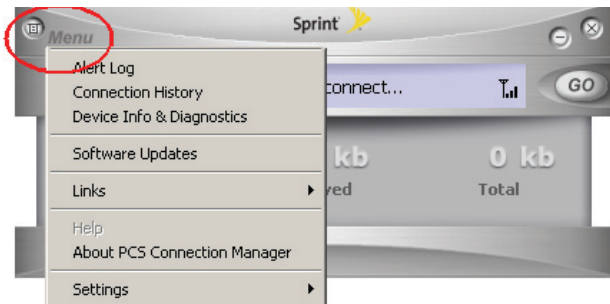 Sprint
Menu
Alert Log
Connection History
Device Info & Diagnostics
Software Updates
Links
Help
About PCS Connection Manager
Settings
connect...
GO
kb
0 kb
ved
Total